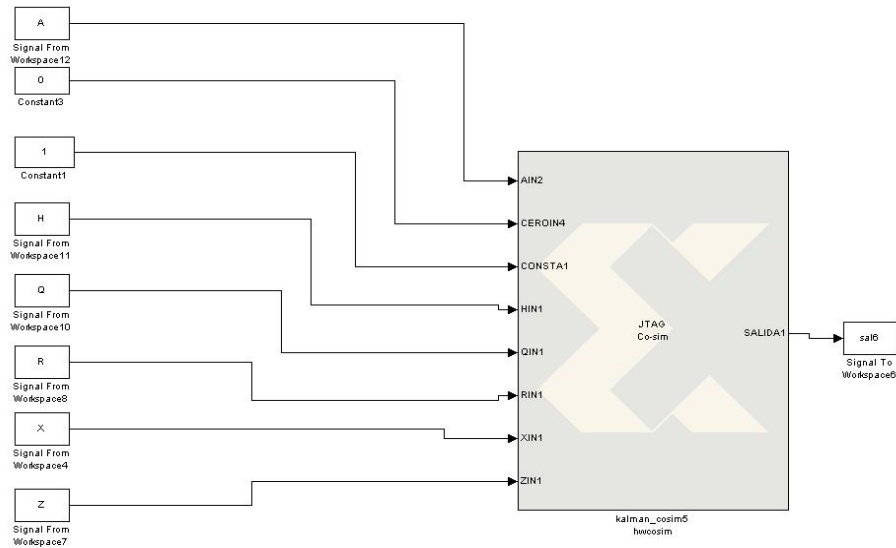 A
Signal From
Workspace12
0
Constant3
1
Constant1
H
Signal From
Workspace11
Q
Signal From
Workspace10
R
Signal From
Workspace8
X
Signal From
Workspace4
Z
Signal From
Workspace7
AIN2
CEROIN4
CONSTA1
HIN1
QIN1
RIN1
XIN1
ZIN1
JTAG
Co-sim
SALIDA1
kalman_cosim5
hwcosim
sal6
Signal To
Workspace6